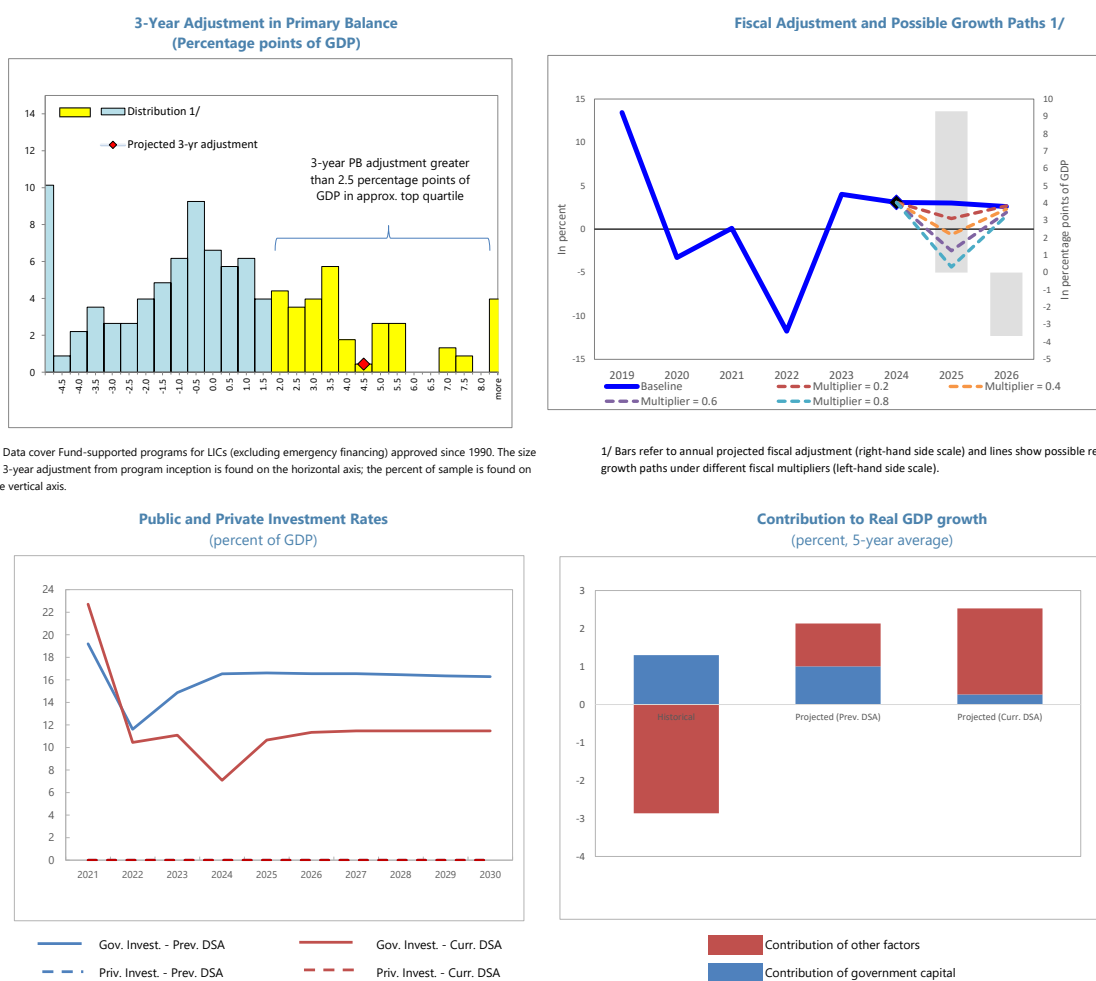 3-Year Adjustment in Primary Balance
(Percentage points of GDP)
14
12
10
8
6
4
2
0
Distribution 1/
Projected 3-yr adjustment
3-year PB adjustment greater
than 2.5 percentage points of
GDP in approx. top quartile
-4.5
-4.0
-3.5
-3.0
-2.5
-2.0
-1.5
-1.0
-0.5
0.0
0.5
1.0
1.5
2.0
2.5
3.0
3.5
4.0
4.5
5.0
5.5
6.0
6.5
7.0
7.5
8.0
more
Data cover Fund-supported programs for LICs (excluding emergency financing) approved since 1990. The size
3-year adjustment from program inception is found on the horizontal axis; the percent of sample is found on
e vertical axis.
Fiscal Adjustment and Possible Growth Paths 1/
In percent
15
10
5
0
-5
-10
-15
10
9
8
7
6
5
4
3
2
1
0
-1
-2
-3
-4
-5
In percentage points of GDP
2019 2020 2021 2022 2023 2024 2025 2026
Baseline Multiplier = 0.2 Multiplier = 0.4
Multiplier = 0.6 Multiplier = 0.8
1/ Bars refer to annual projected fiscal adjustment (right-hand side scale) and lines show possible re
growth paths under different fiscal multipliers (left-hand side scale).
Public and Private Investment Rates
(percent of GDP)
24
22
20
18
16
14
12
10
8
6
4
2
0
2021 2022 2023 2024 2025 2026 2027 2028 2029 2030
Gov. Invest. - Prev. DSA Gov. Invest. - Curr. DSA
Priv. Invest. - Prev. DSA Priv. Invest. - Curr. DSA
Contribution to Real GDP growth
(percent, 5-year average)
3
2
1
0
-1
-2
-3
-4
Historical Projected (Prev. DSA) Projected (Curr. DSA)
Contribution of other factors
Contribution of government capital